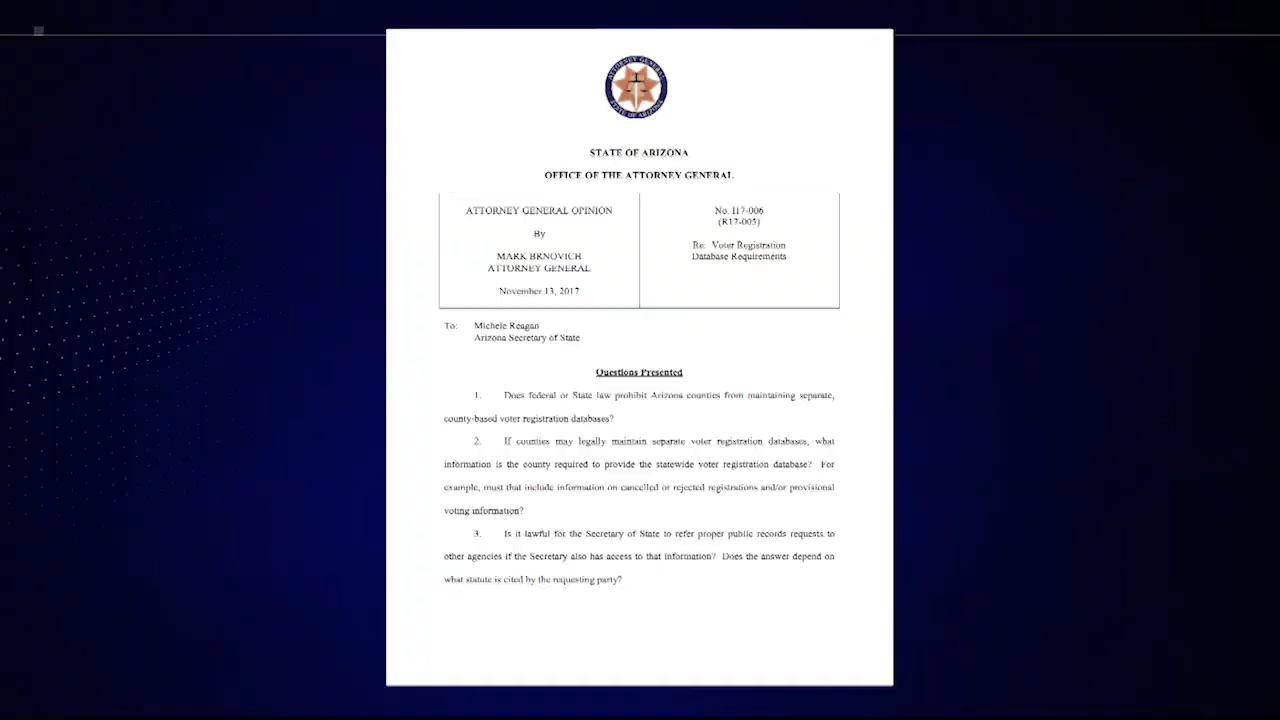 ATTORNEY GENERAL
STATE OF ARIZONA
STATE OF ARIZONA
OFFICE OF THE ATTORNEY GENERAL
ATTORNEY GENERAL OPINION
By
MARK BRNOVICH
ATTORNEY GENERAL
November 13, 2017
No. I17-006
(R17-005)
Re: Voter Registration
Database Requirements
To: Michele Reagan
Arizona Secretary of State
Questions Presented
1. Does federal or State law prohibit Arizona counties from maintaining separate,
county-based voter registration databases?
2. If counties may legally maintain separate voter registration databases, what
information is the county required to provide the statewide voter registration database? For
example, must that include information on cancelled or rejected registrations and/or provisional
voting information?
3. Is it lawful for the Secretary of State to refer proper public records requests to
other agencies if the Secretary also has access to that information? Does the answer depend on
what statute is cited by the requesting party?